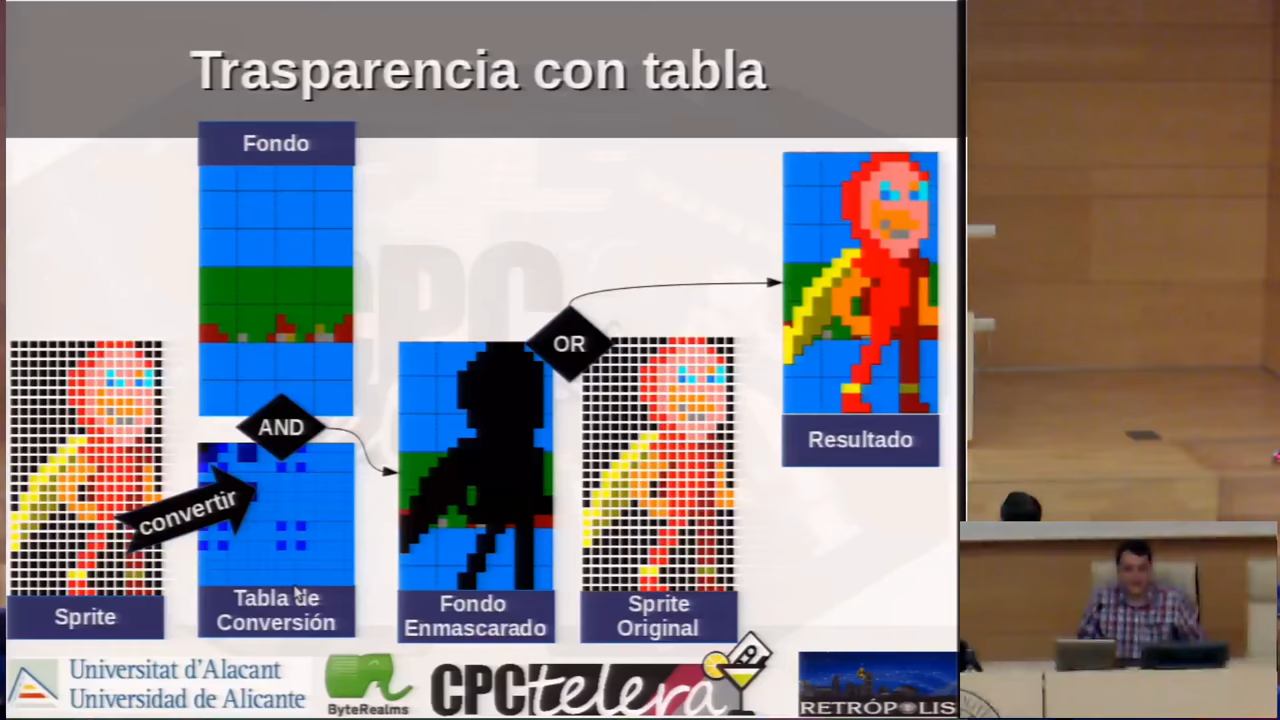 Trasparencia con tabla
Fondo
AND
convertir
OR
Sprite
Tabla de
Conversión
Fondo
Enmascarado
Sprite
Original
Resultado
Universitat d'Alacant
Universidad de Alicante
ByteRealms
CPCtelera
RETRÓPOLIS